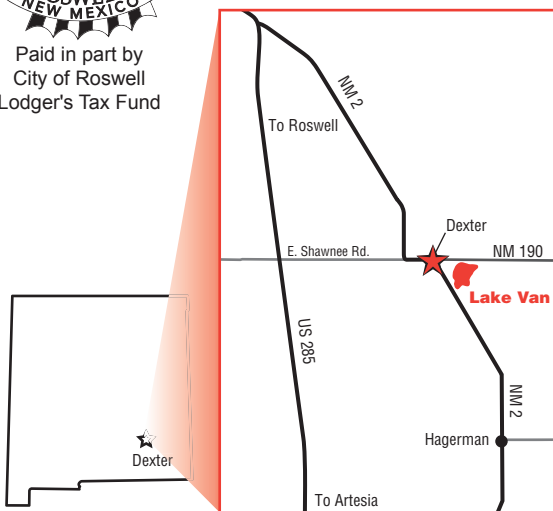 NEW MEXICO
Paid in part by
City of Roswell
Lodger's Tax Fund
NM 2
To Roswell
Dexter
E. Shawnee Rd.
NM 190
Lake Van
US 285
NM 2
Hagerman
Dexter
To Artesia